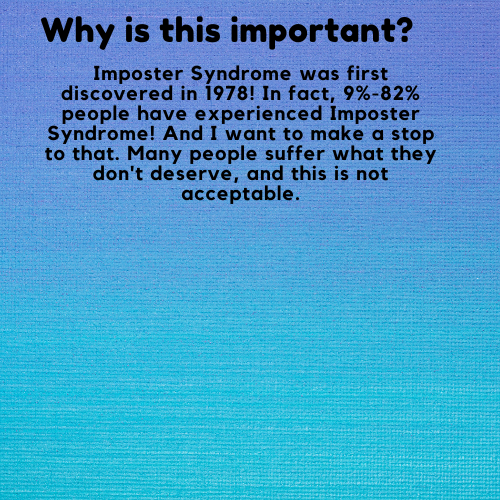 Why is this important?
Imposter Syndrome was first
discovered in 1978! In fact, 9%-82%
people have experienced Imposter
Syndrome! And I want to make a stop
to that. Many people suffer what they
don't deserve, and this is not
acceptable.